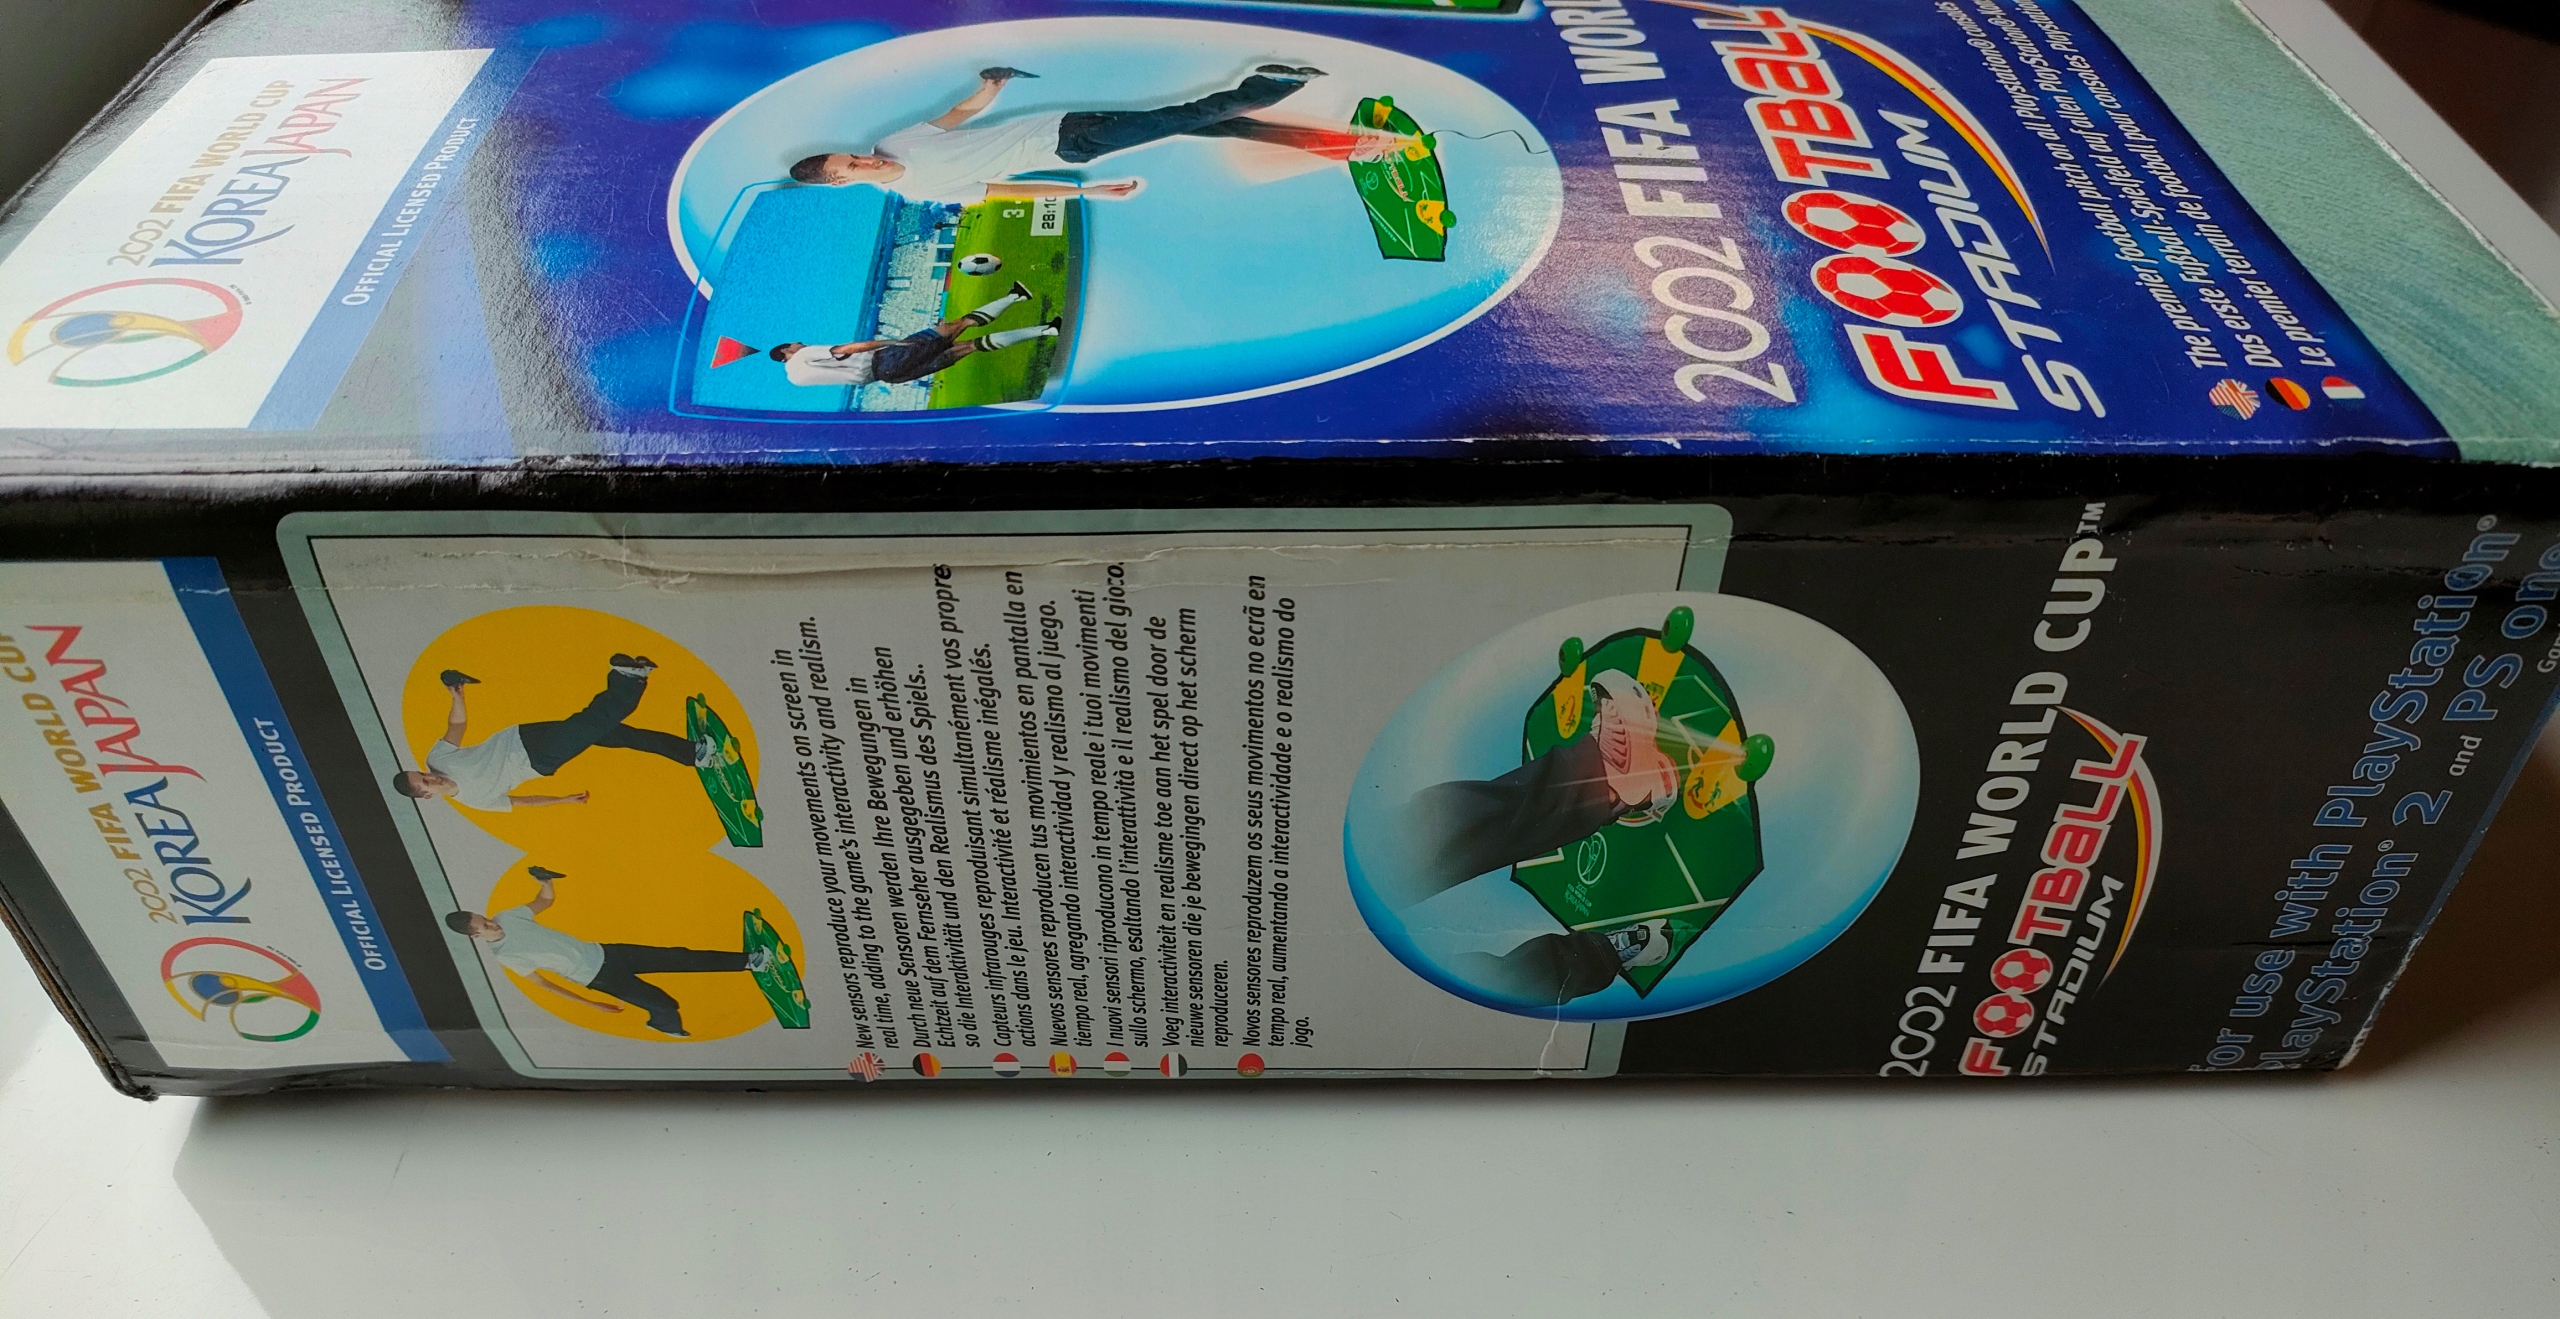 2002 FIFA WORLD CUP
KOREA JAPAN
OFFICIAL LICENSED PRODUCT
3
28:10
2002 FIFA
FOOTBALL
STADIUM
The premier football pitch on all Playstation® consoles
Das erste Fußball-Spielfeld auf allen PlayStation®
Le premier terrain de football pour consoles
2002 FIFA WORLD CUP
KOREA JAPAN
OFFICIAL LICENSED PRODUCT
New sensors reproduce your movements on screen in
real time, adding to the game's interactivity and realism.
Durch neue Sensoren werden Ihre Bewegungen in
Echtzeit auf dem Fernseher ausgegeben und erhöhen
so die Interaktivität und den Realismus des Spiels..
Capteurs infrarouges reproduisant simultanément vos propres
actions dans le jeu. Interactivité et réalisme inégalés.
Nuevos sensores reproducen tus movimientos en pantalla en
tiempo real, agregando interactividad y realismo al juego.
I nuovi sensori riproducono in tempo reale i tuoi movimenti
sullo schermo, esaltando l'interattività e il realismo del gioco.
Voeg interactiviteit en realisme toe aan het spel door de
nieuwe sensoren die je bewegingen direct op het scherm
reproduceren.
Novos sensores reproduzem os seus movimentos no ecrã en
tempo real, aumentando a interactividade e o realismo do
jogo.
2002 FIFA WORLD CUP™
FOOTBALL
STADIUM
for use with PlayStation®
PlayStation® 2 and PS one